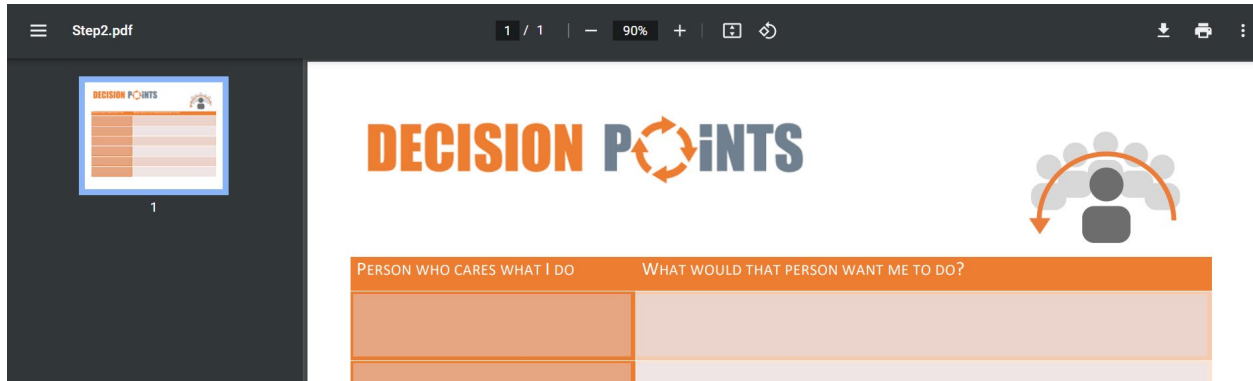 Step2.pdf
1 / 1
90%
1
DECISION POiNTS
PERSON WHO CARES WHAT I DO
WHAT WOULD THAT PERSON WANT ME TO DO?